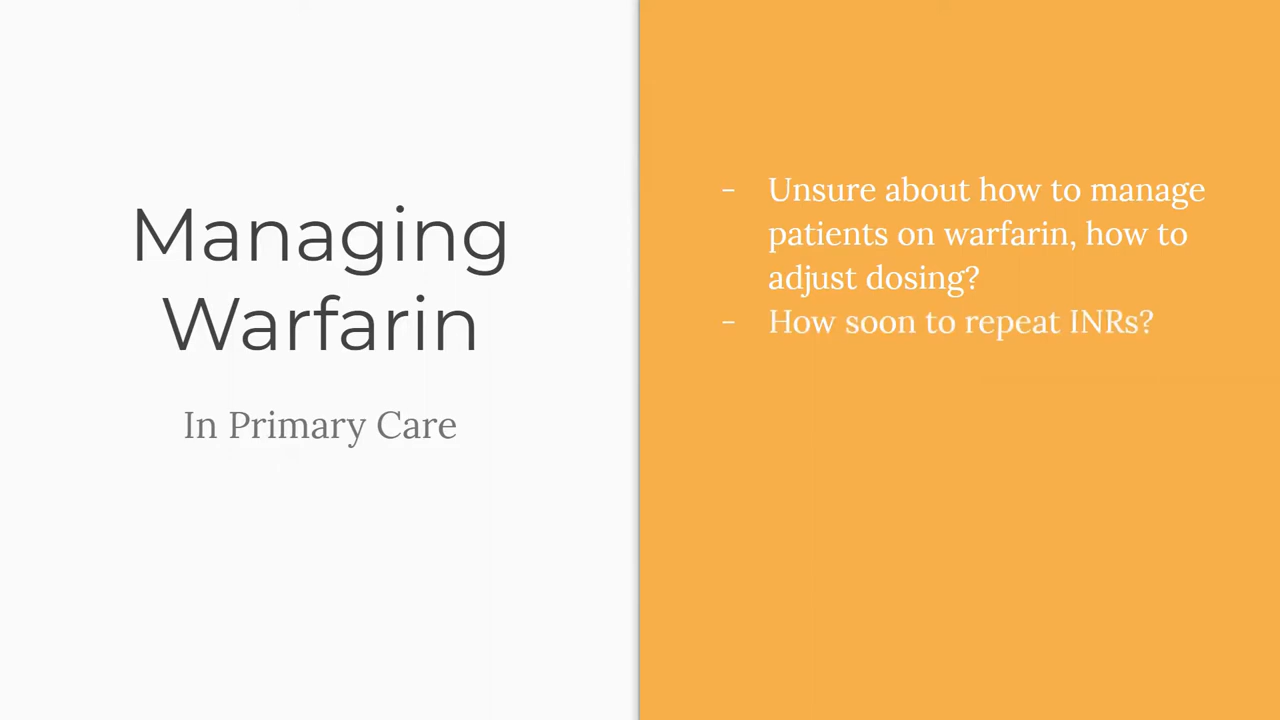 Managing
Warfarin
In Primary Care
- Unsure about how to manage
patients on warfarin, how to
adjust dosing?
- How soon to repeat INRs?